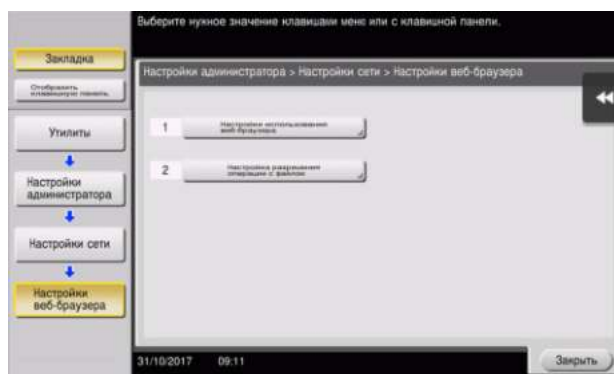 Выберите нужное значение клавишами меню или с клавишной панели.
Закладка
Отобразить
клавишную панель.
Утилиты
Настройки
администратора
Настройки сети
Настройки
веб-браузера
Настройки администратора > Настройки сети > Настройки веб-браузера
1
Настройки использования
веб-браузера
2
Настройка разрешения
операции с файлом
31/10/2017 09:11
Закрыть